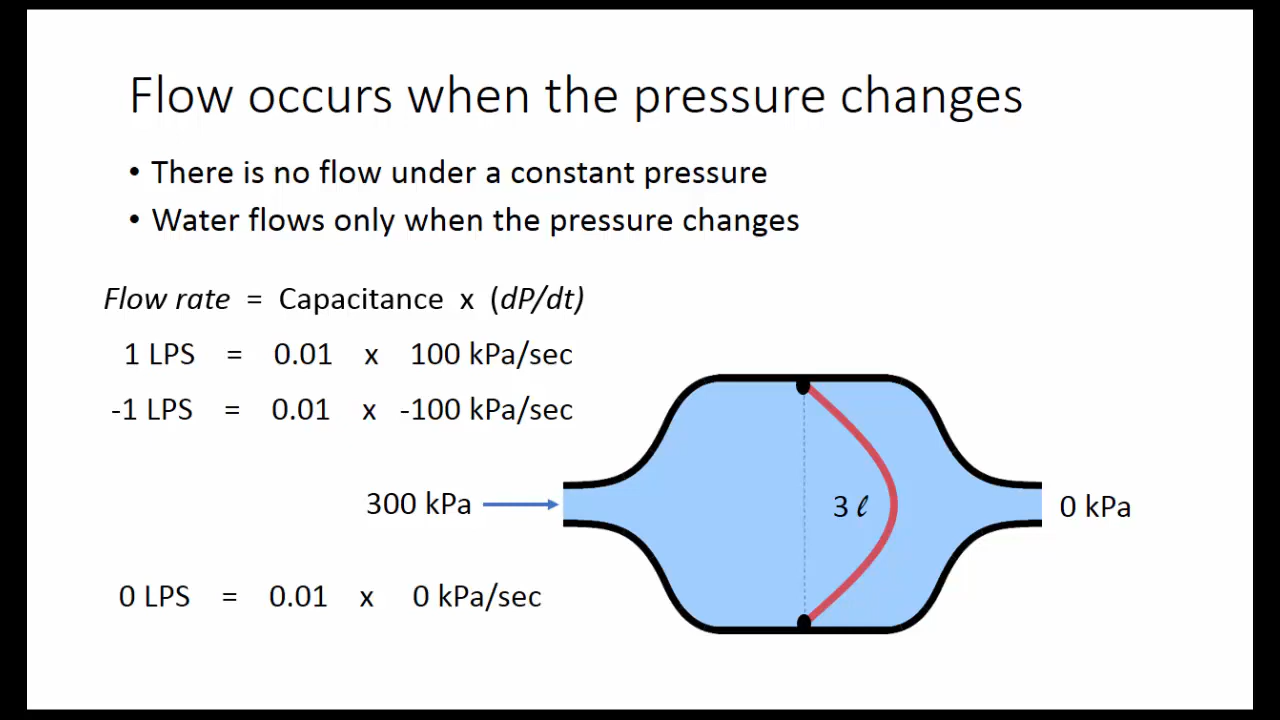 Flow occurs when the pressure changes
• There is no flow under a constant pressure
• Water flows only when the pressure changes
Flow rate = Capacitance x (dP/dt)
1 LPS = 0.01 x 100 kPa/sec
-1 LPS = 0.01 x -100 kPa/sec
300 kPa
3 ℓ
0 kPa
0 LPS = 0.01 x 0 kPa/sec